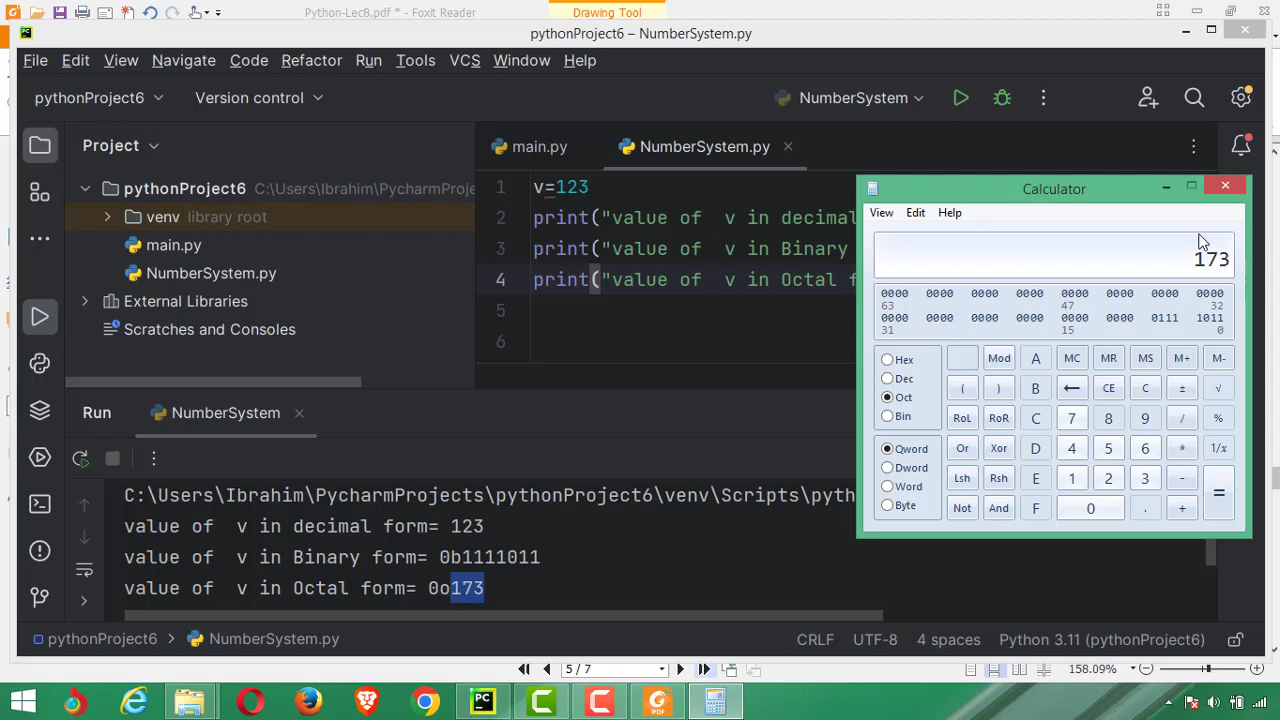 Python-Lec8.pdf * - Foxit Reader
Drawing Tool
pythonProject6 – NumberSystem.py
File Edit View Navigate Code Refactor Run Tools VCS Window Help
pythonProject6 Version control NumberSystem
Project
main.py NumberSystem.py
pythonProject6 C:\Users\Ibrahim\PycharmProje
venv library root
main.py
NumberSystem.py
External Libraries
Scratches and Consoles
1 v=123
2 print("value of  v in decimal
3 print("value of  v in Binary
4 print("value of  v in Octal f
5
6
Calculator
View Edit Help
173
0000 0000 0000 0000 0000 0000 0000 0000
63 47 32
0000 0000 0000 0000 0000 0000 0111 1011
31 15 0
Hex Mod A MC MR MS M+ M-
Dec ( ) B ← CE C ± √
Oct
Bin RoL RoR C 7 8 9 / %
Qword Or Xor D 4 5 6 * 1/x
Dword
Word Lsh Rsh E 1 2 3 - =
Byte Not And F 0 . +
Run NumberSystem
C:\Users\Ibrahim\PycharmProjects\pythonProject6\venv\Scripts\pyth
value of  v in decimal form= 123
value of  v in Binary form= 0b1111011
value of  v in Octal form= 0o173
pythonProject6 > NumberSystem.py CRLF UTF-8 4 spaces Python 3.11 (pythonProject6)
5 / 7 158.09%